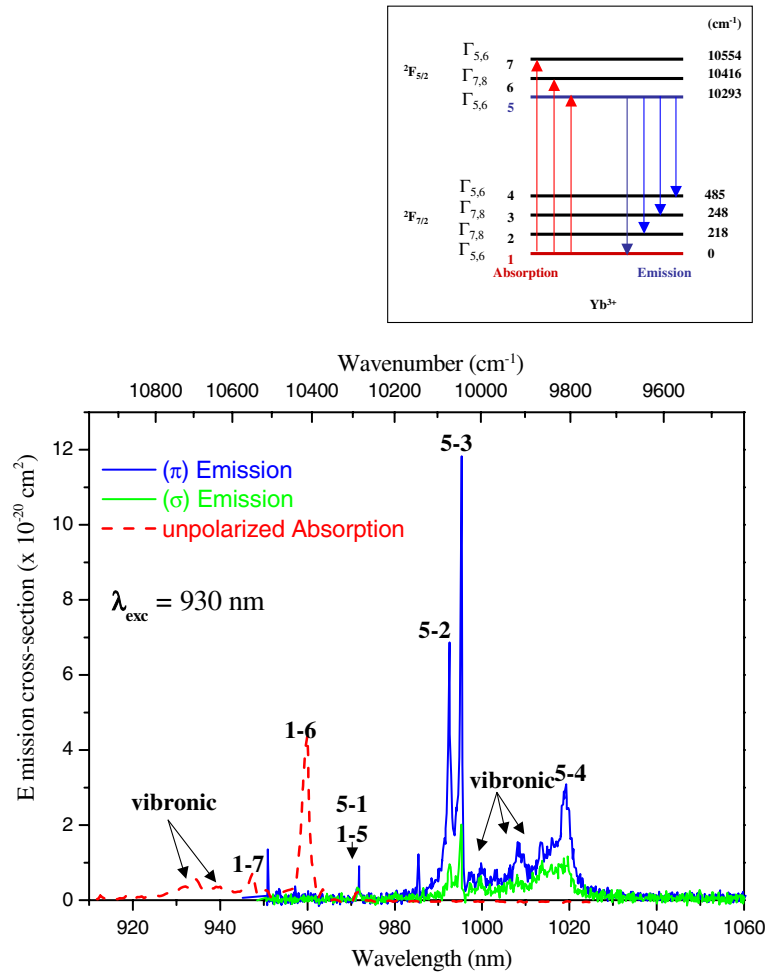 (cm⁻¹)
Γ5,6 7 10554
²F5/2 Γ7,8 6 10416
Γ5,6 5 10293
Γ5,6 4 485
²F7/2 Γ7,8 3 248
Γ7,8 2 218
Γ5,6 1 0
Absorption Emission
Yb³⁺
Wavenumber (cm⁻¹)
10800 10600 10400 10200 10000 9800 9600
E mission cross-section (x 10⁻²⁰ cm²)
12
10
8
6
4
2
0
(π) Emission
(σ) Emission
unpolarized Absorption
λexc = 930 nm
5-3
5-2
1-6
5-1
1-5
vibronic
1-7
vibronic
5-4
920 940 960 980 1000 1020 1040 1060
Wavelength (nm)